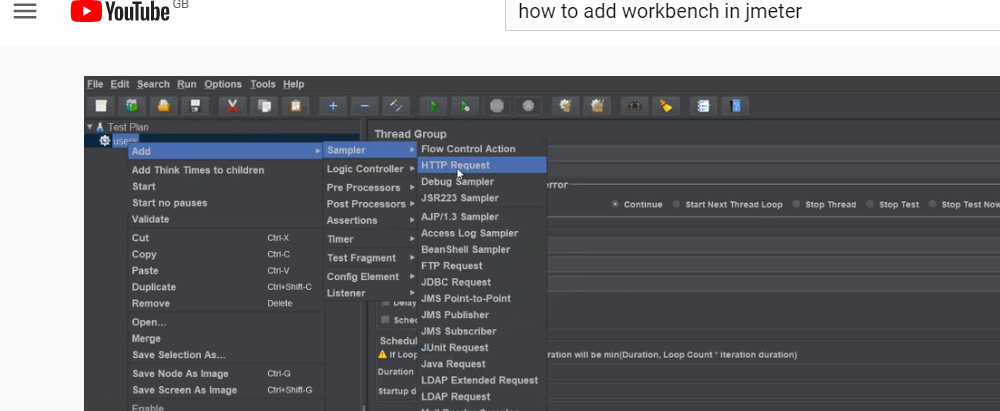 YouTube GB
how to add workbench in jmeter
File Edit Search Run Options Tools Help
Test Plan
users
Thread Group
Add
Add Think Times to children
Start
Start no pauses
Validate
Cut Ctrl-X
Copy Ctrl-C
Paste Ctrl-V
Duplicate Ctrl+Shift-C
Remove Delete
Open...
Merge
Save Selection As...
Save Node As Image Ctrl-G
Save Screen As Image Ctrl+Shift-G
Enable
Sampler
Logic Controller
Pre Processors
Post Processors
Assertions
Timer
Test Fragment
Config Element
Listener
Flow Control Action
HTTP Request
Debug Sampler
JSR223 Sampler
AJP/1.3 Sampler
Access Log Sampler
BeanShell Sampler
FTP Request
JDBC Request
JMS Point-to-Point
JMS Publisher
JMS Subscriber
JUnit Request
Java Request
LDAP Extended Request
LDAP Request
error
Continue Start Next Thread Loop Stop Thread Stop Test Stop Test Now
Delay
Sched
Schedul
If Loop
ration will be min(Duration, Loop Count * iteration duration)
Duration
Startup d